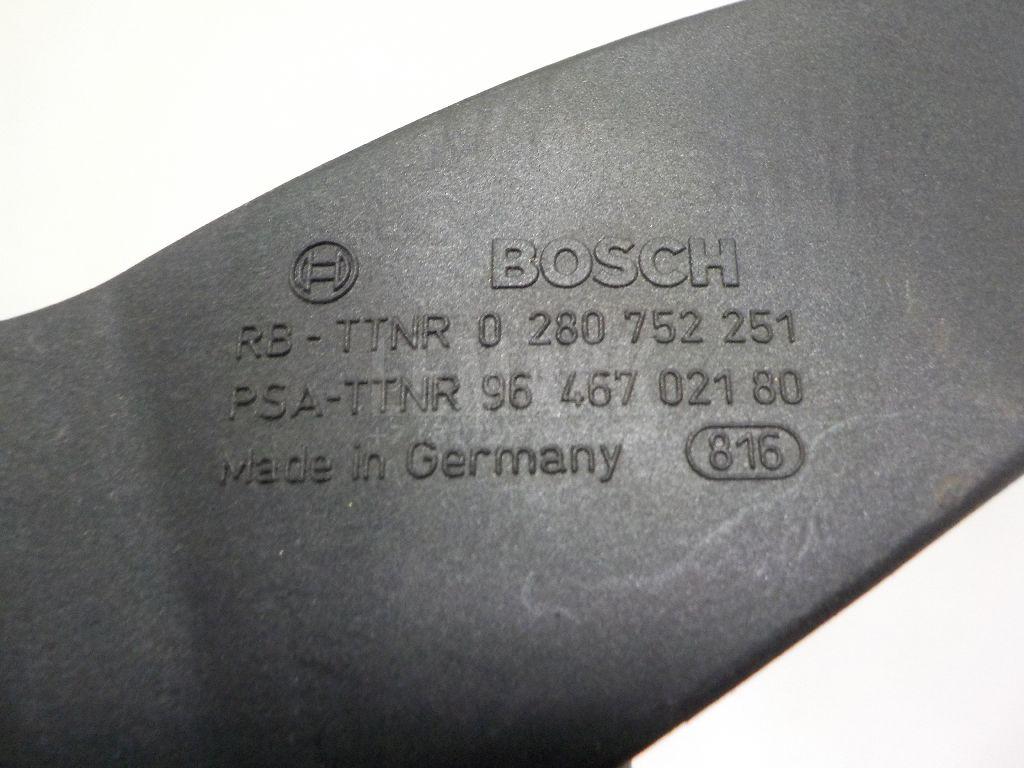 BOSCH
RB-TTNR 0 280 752 251
PSA-TTNR 96 467 021 80
Made in Germany 816